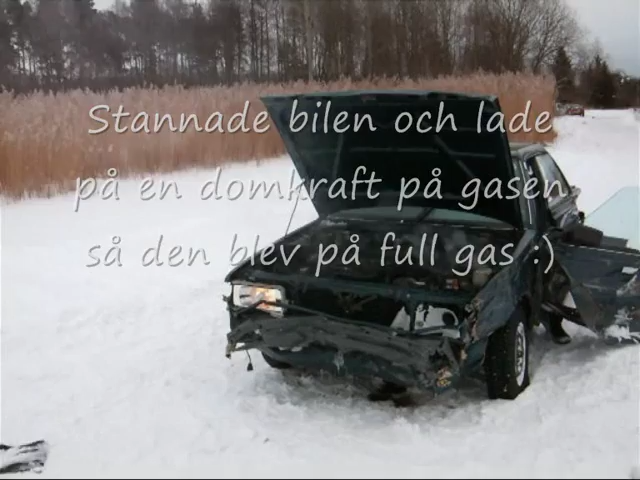 Stannade bilen och lade
på en domkraft på gasen
så den blev på full gas :)